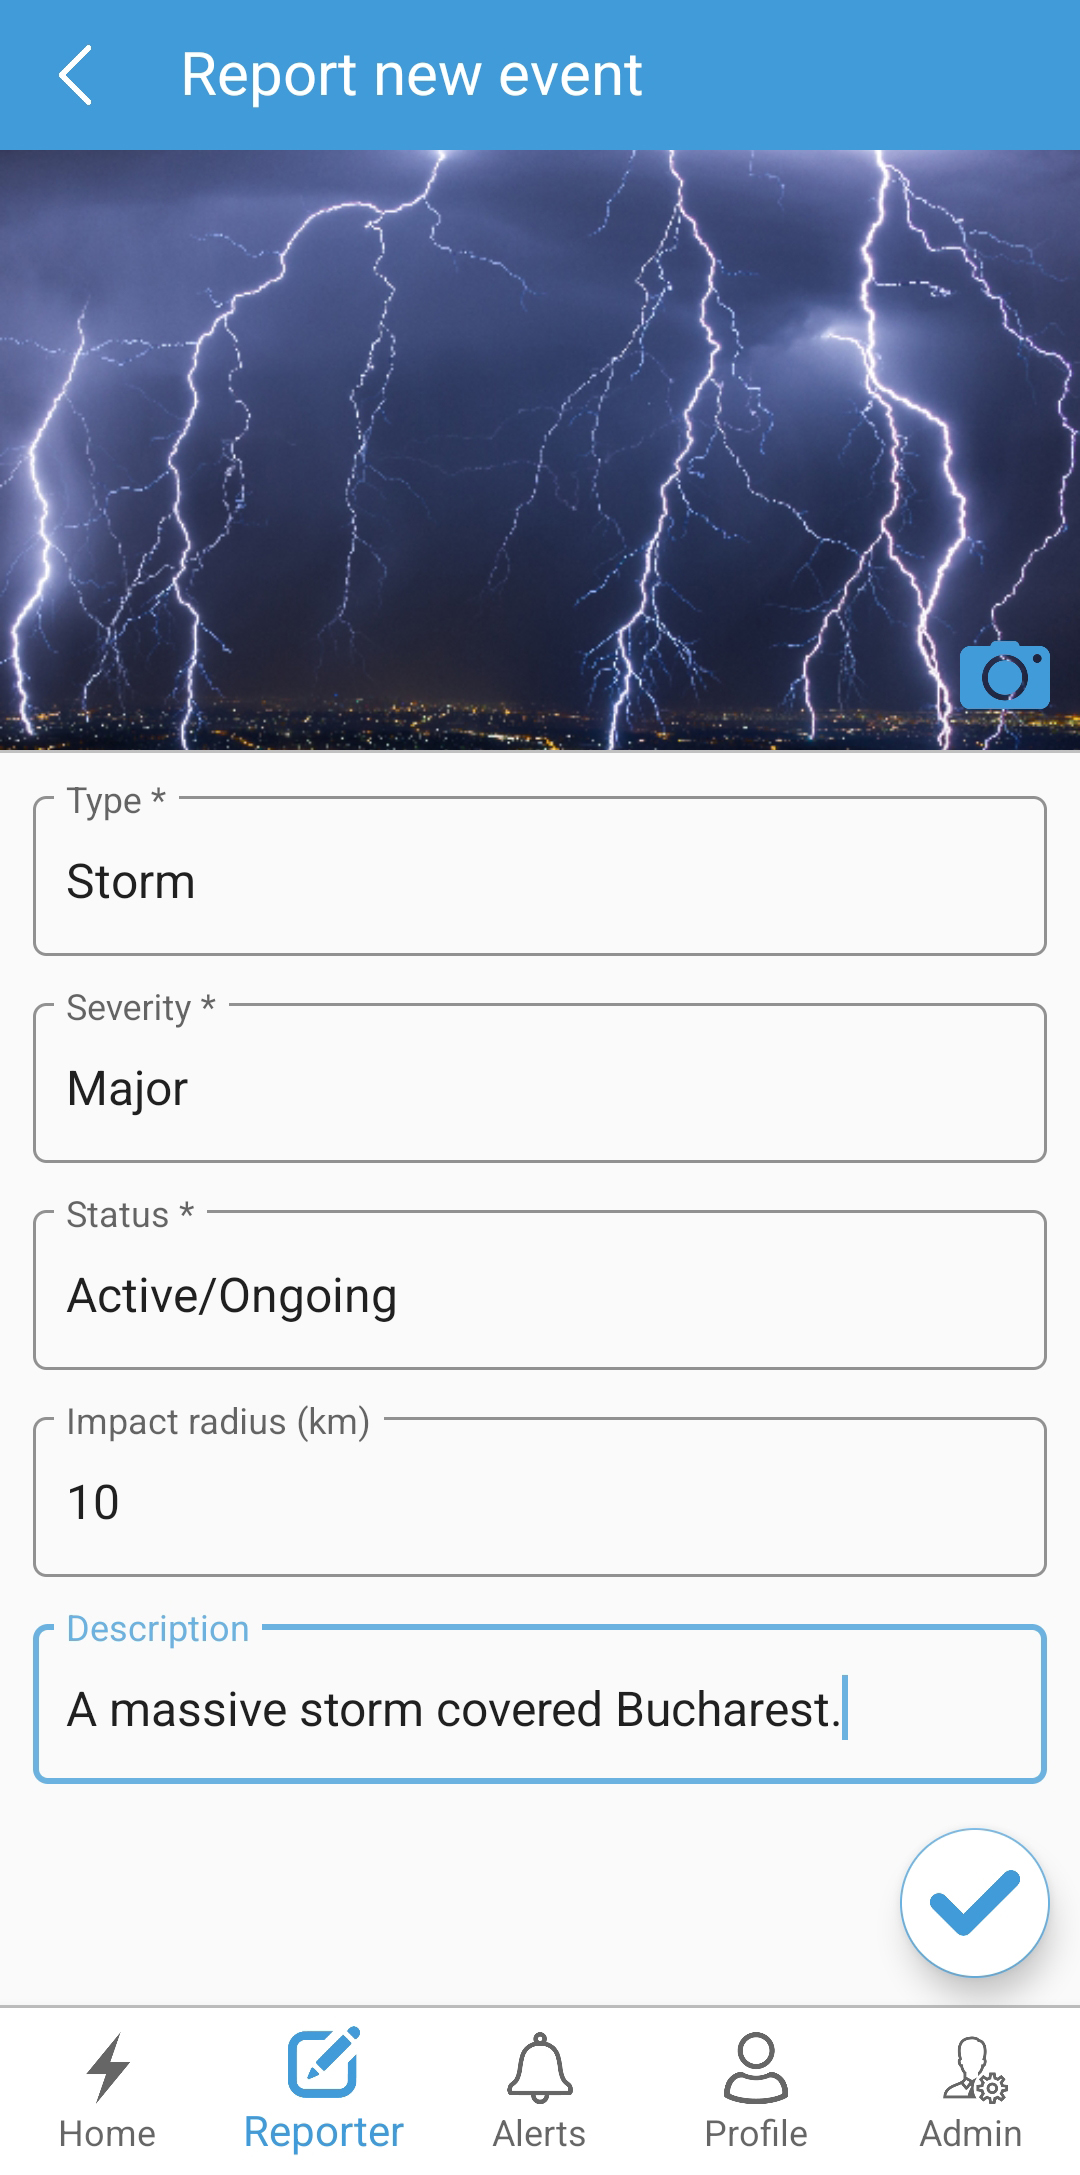 Report new event
Type *
Storm
Severity *
Major
Status *
Active/Ongoing
Impact radius (km)
10
Description
A massive storm covered Bucharest.
Home
Reporter
Alerts
Profile
Admin